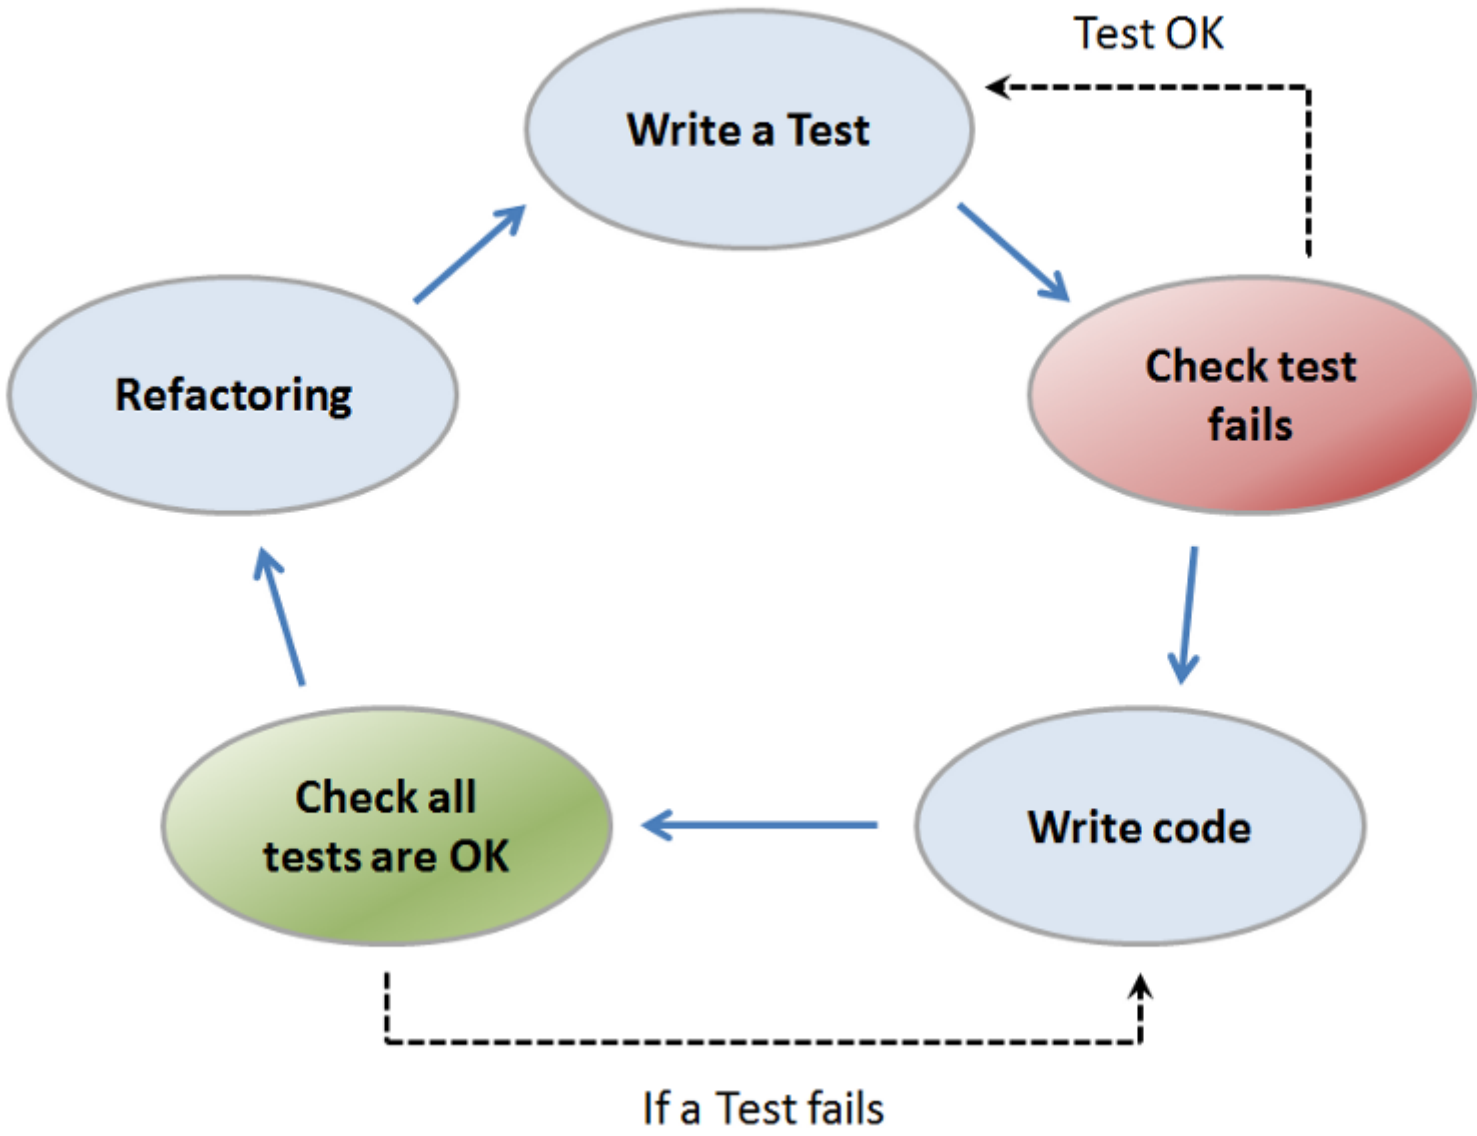 Test OK
Write a Test
Check test
fails
Refactoring
Check all
tests are OK
Write code
If a Test fails